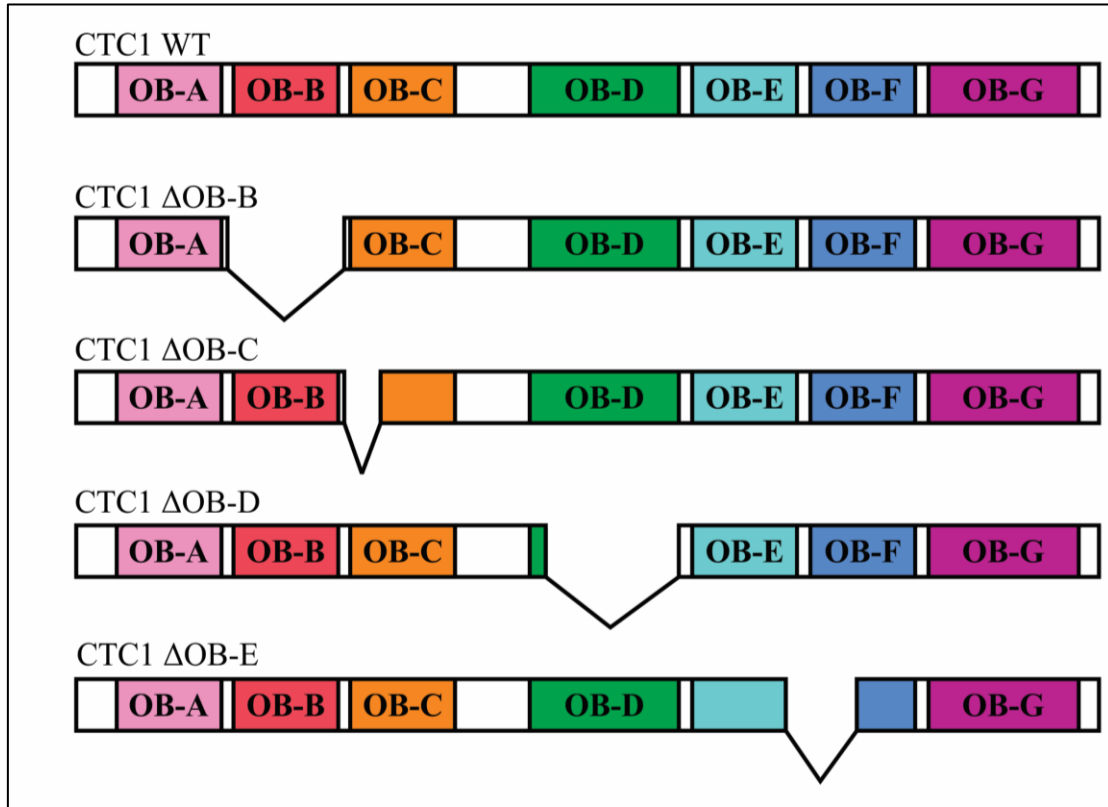 CTC1 WT
OB-A OB-B OB-C OB-D OB-E OB-F OB-G
CTC1 ΔOB-B
OB-A OB-C OB-D OB-E OB-F OB-G
CTC1 ΔOB-C
OB-A OB-B OB-D OB-E OB-F OB-G
CTC1 ΔOB-D
OB-A OB-B OB-C OB-E OB-F OB-G
CTC1 ΔOB-E
OB-A OB-B OB-C OB-D OB-G